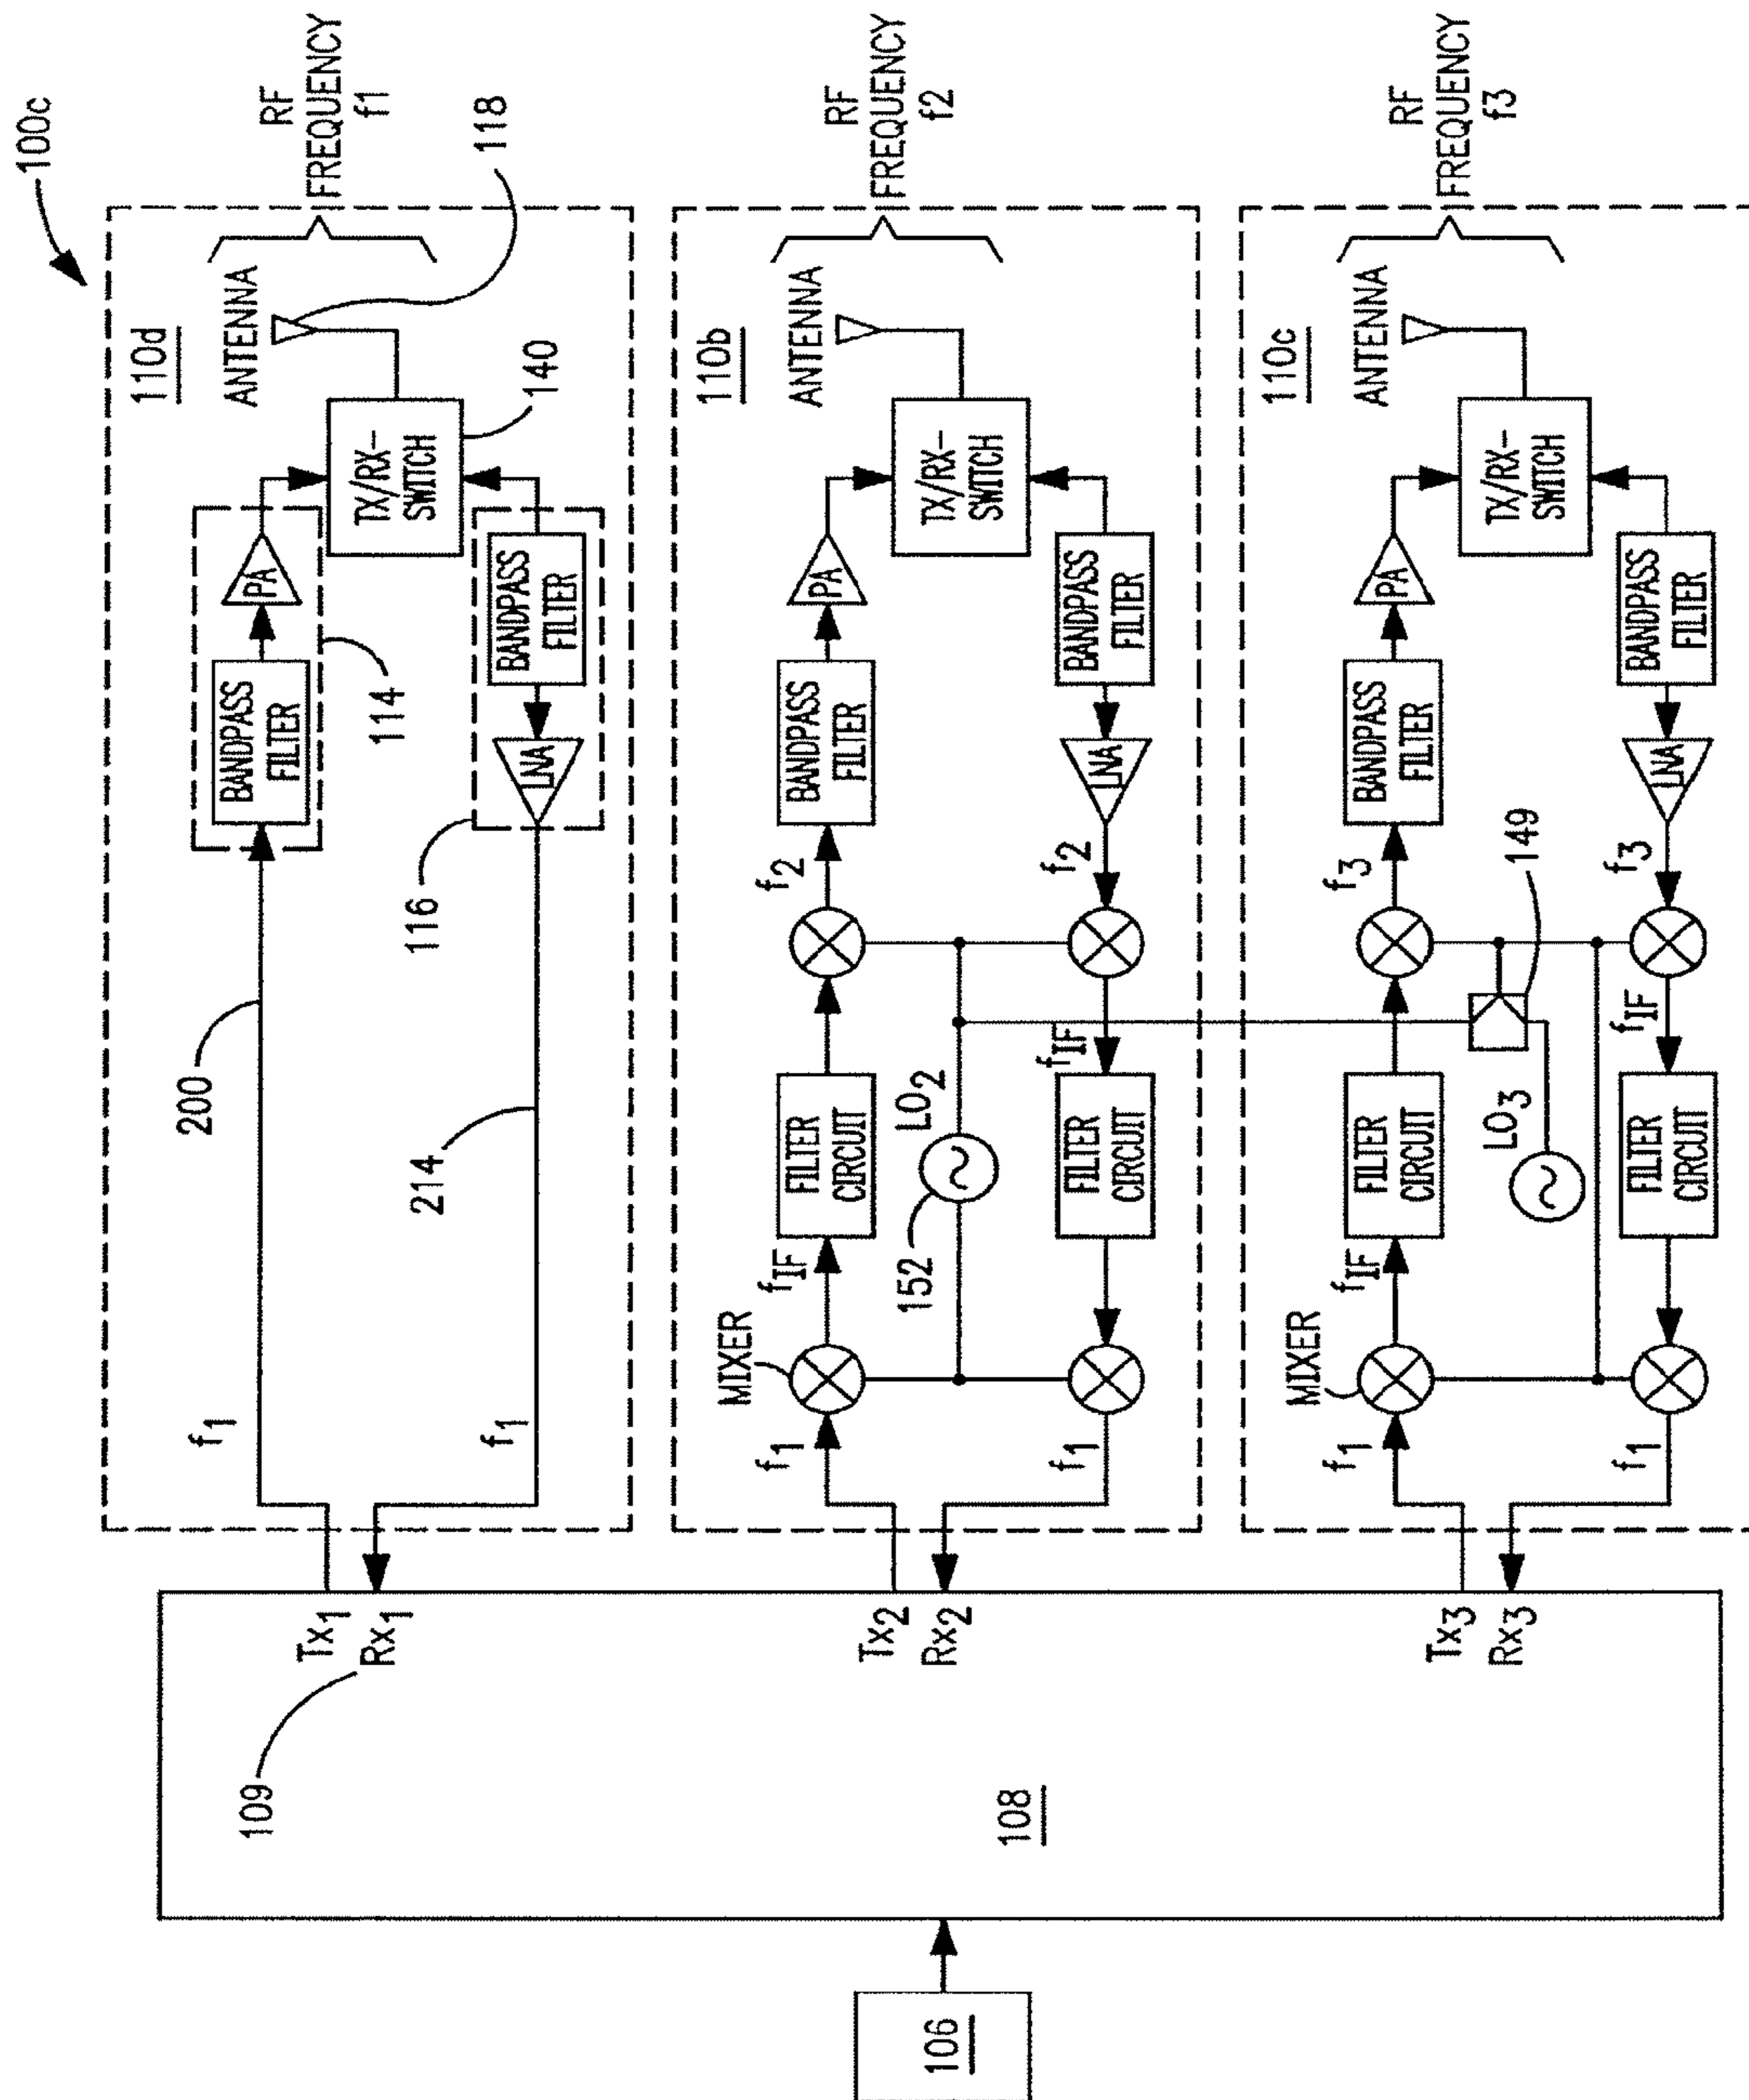 100c
110d
ANTENNA
RF
FREQUENCY
f1
118
BANDPASS
FILTER
PA
TX/RX-
SWITCH
140
114
BANDPASS
FILTER
LNA
116
200
214
f1
f1
Tx1
Rx1
109
110b
ANTENNA
RF
FREQUENCY
f2
MIXER
f1
fIF
FILTER
CIRCUIT
f2
BANDPASS
FILTER
PA
TX/RX-
SWITCH
152
LO2
f1
FILTER
CIRCUIT
fIF
f2
LNA
BANDPASS
FILTER
Tx2
Rx2
108
106
110c
ANTENNA
RF
FREQUENCY
f3
MIXER
f1
fIF
FILTER
CIRCUIT
f3
BANDPASS
FILTER
PA
TX/RX-
SWITCH
LO3
149
f1
FILTER
CIRCUIT
fIF
f3
LNA
BANDPASS
FILTER
Tx3
Rx3